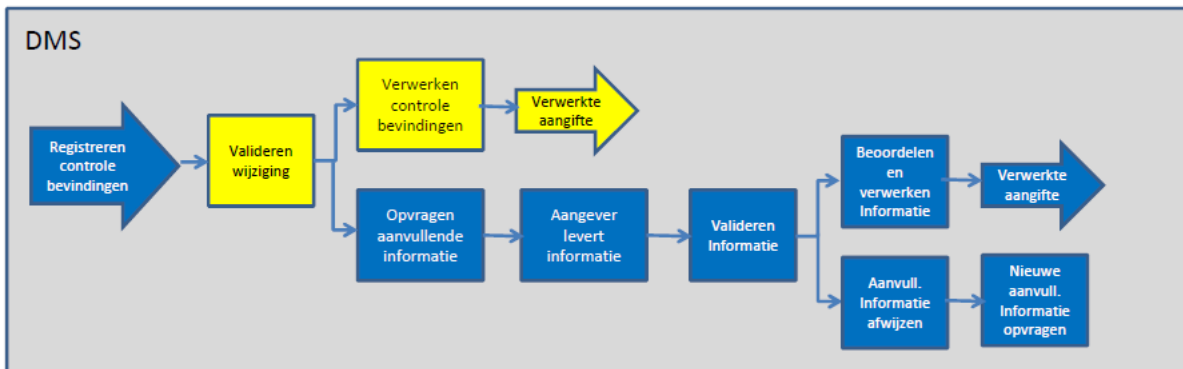 DMS
Registreren
controle
bevindingen
Valideren
wijziging
Verwerken
controle
bevindingen
Verwerkte
aangifte
Opvragen
aanvullende
informatie
Aangever
levert
informatie
Valideren
Informatie
Beoordelen
en
verwerken
Informatie
Verwerkte
aangifte
Aanvull.
Informatie
afwijzen
Nieuwe
aanvull.
Informatie
opvragen